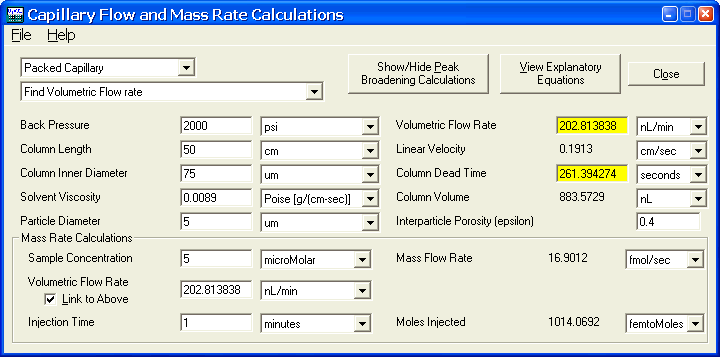 Capillary Flow and Mass Rate Calculations
File Help
Packed Capillary
Find Volumetric Flow rate
Show/Hide Peak
Broadening Calculations
View Explanatory
Equations
Close
Back Pressure 2000 psi Volumetric Flow Rate 202.813838 nL/min
Column Length 50 cm Linear Velocity 0.1913 cm/sec
Column Inner Diameter 75 um Column Dead Time 261.394274 seconds
Solvent Viscosity 0.0089 Poise [g/(cm-sec)] Column Volume 883.5729 nL
Particle Diameter 5 um Interparticle Porosity (epsilon) 0.4
Mass Rate Calculations
Sample Concentration 5 microMolar Mass Flow Rate 16.9012 fmol/sec
Volumetric Flow Rate
202.813838 nL/min
Link to Above
Injection Time 1 minutes Moles Injected 1014.0692 femtoMoles